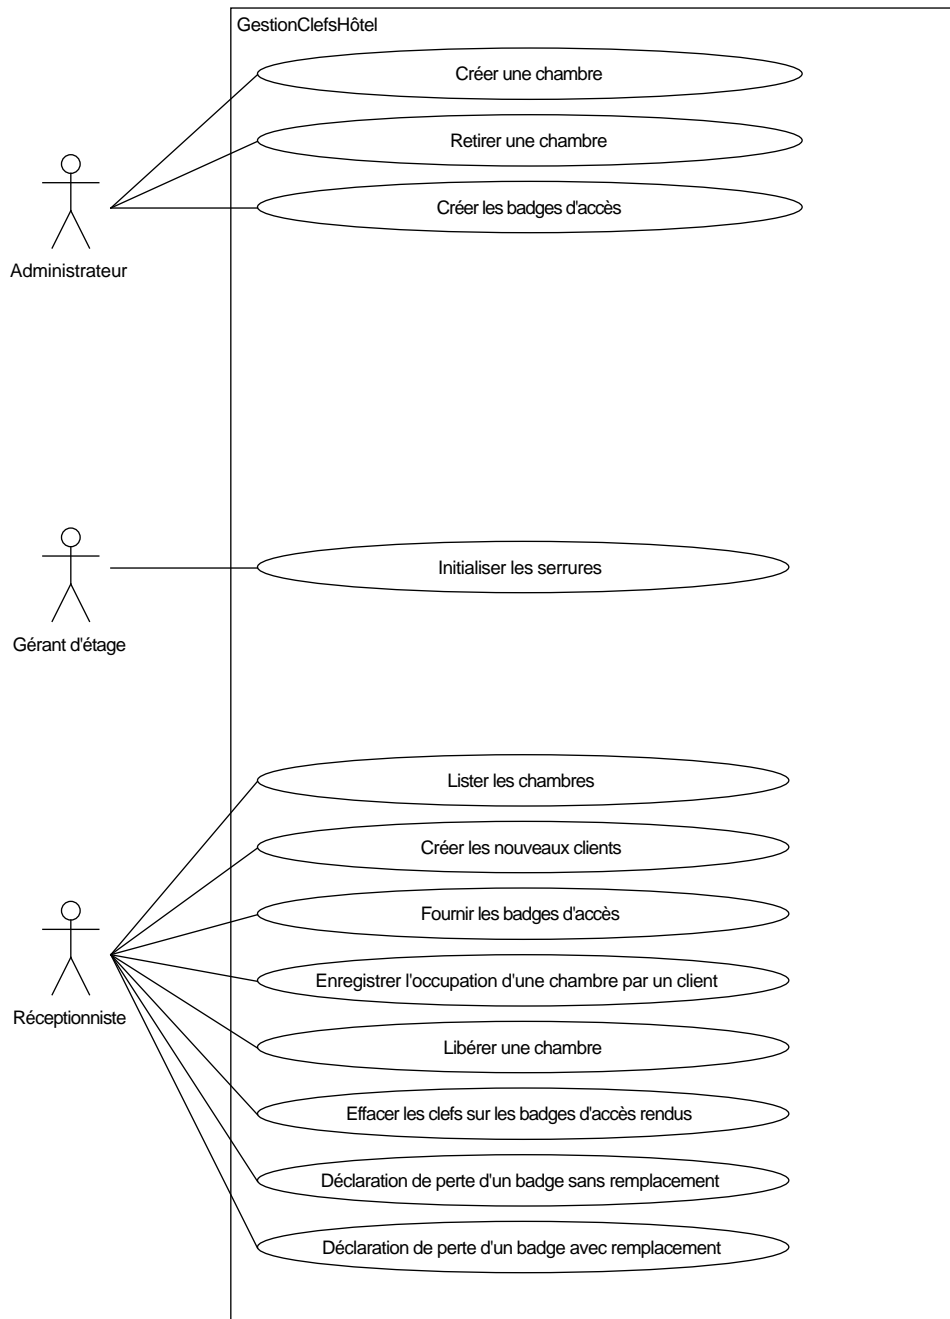 GestionClefsHôtel
Créer une chambre
Retirer une chambre
Créer les badges d'accès
Administrateur
Initialiser les serrures
Gérant d'étage
Lister les chambres
Créer les nouveaux clients
Fournir les badges d'accès
Enregistrer l'occupation d'une chambre par un client
Réceptionniste
Libérer une chambre
Effacer les clefs sur les badges d'accès rendus
Déclaration de perte d'un badge sans remplacement
Déclaration de perte d'un badge avec remplacement